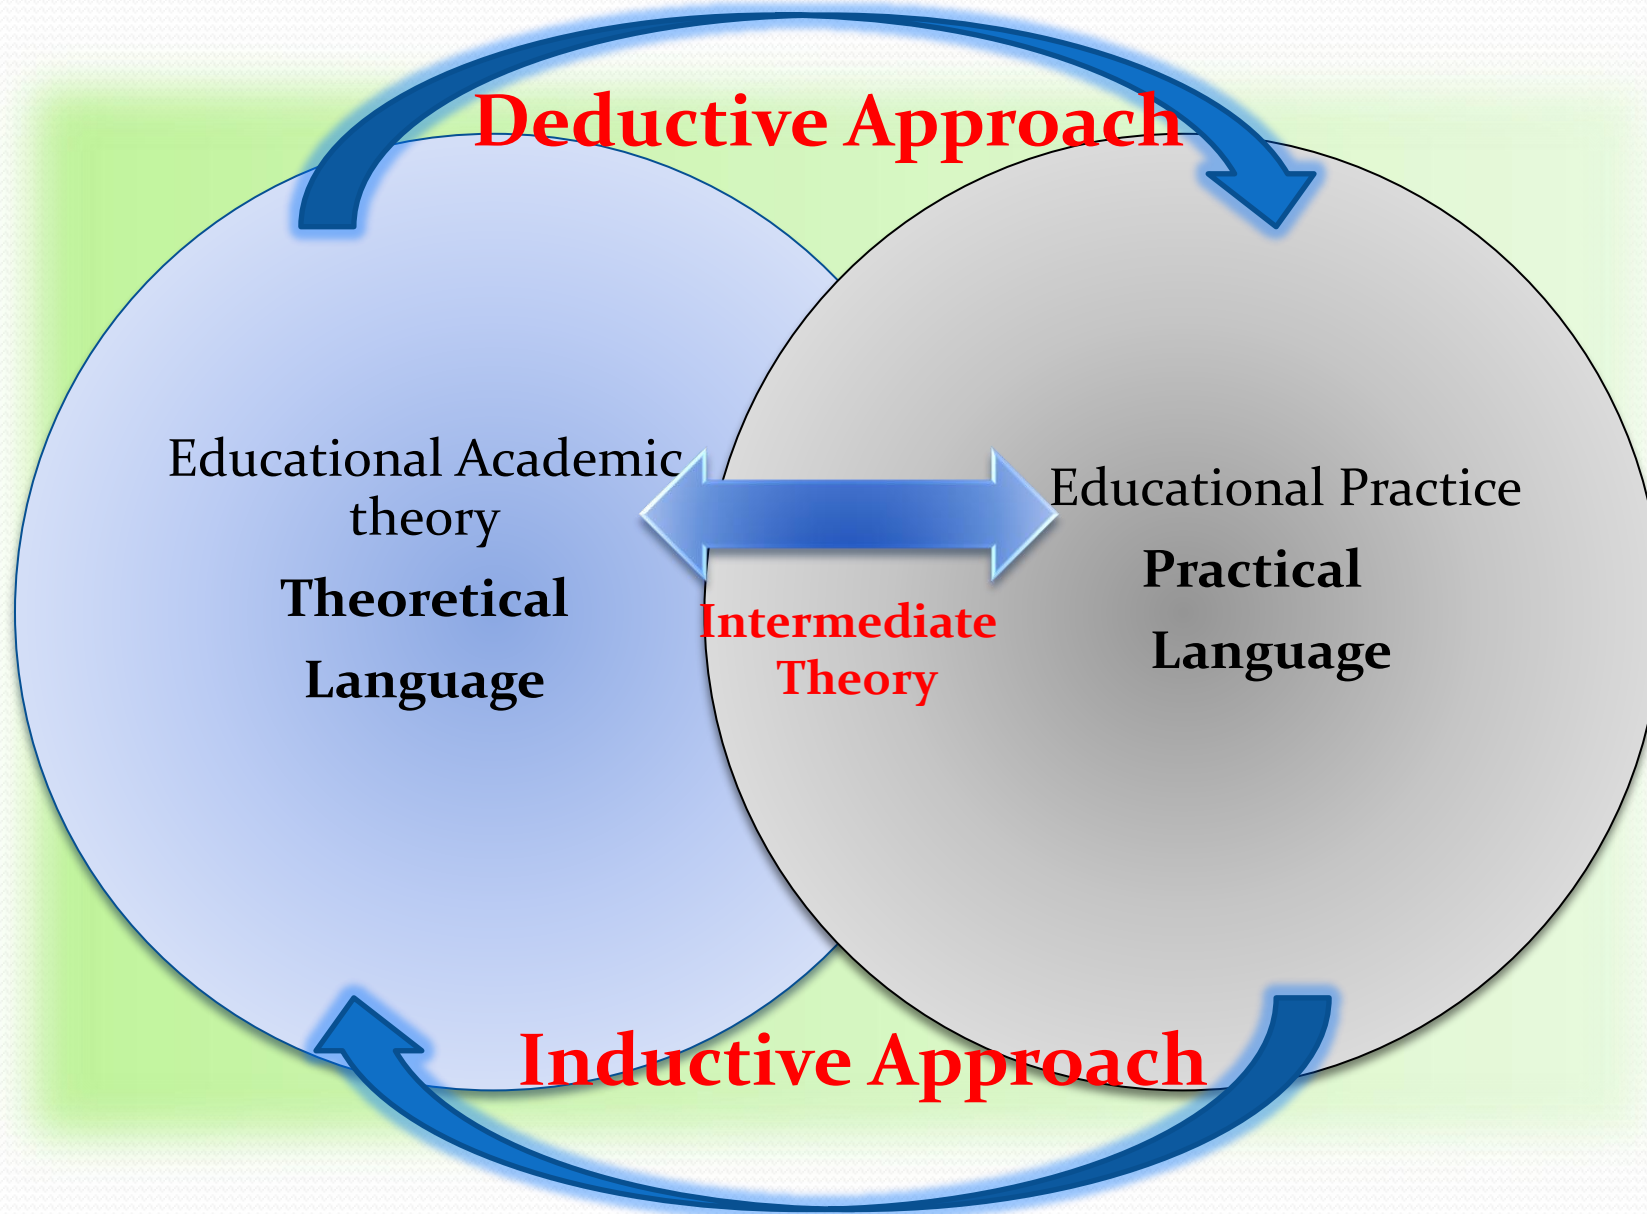 Deductive Approach
Educational Academic
theory
Theoretical
Language
Intermediate
Theory
Educational Practice
Practical
Language
Inductive Approach